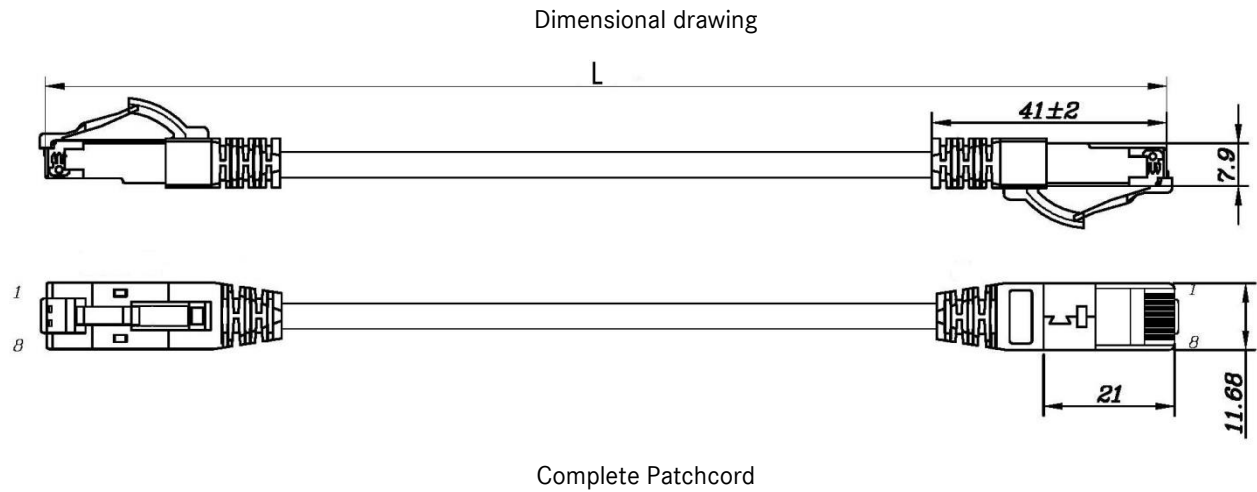 Dimensional drawing
L
41±2
7.9
1
8
1
8
21
11.68
Complete Patchcord